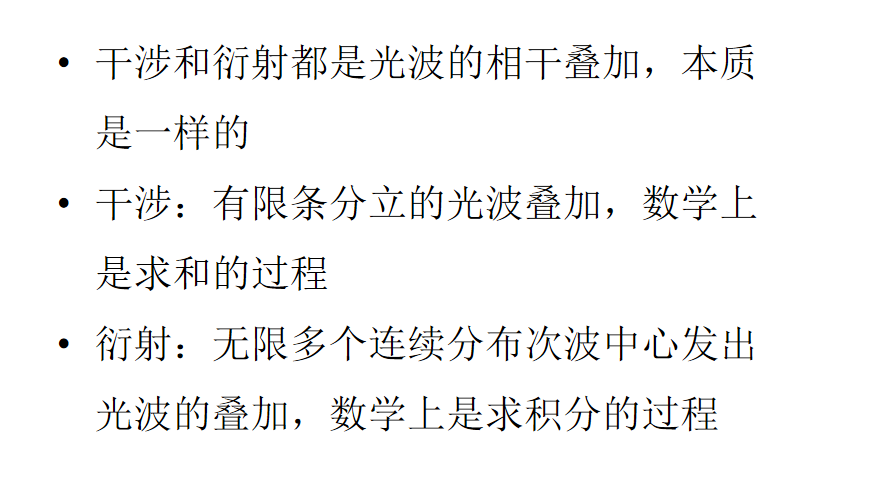 • 干涉和衍射都是光波的相干叠加，本质
是一样的
• 干涉：有限条分立的光波叠加，数学上
是求和的过程
• 衍射：无限多个连续分布次波中心发出
光波的叠加，数学上是求积分的过程